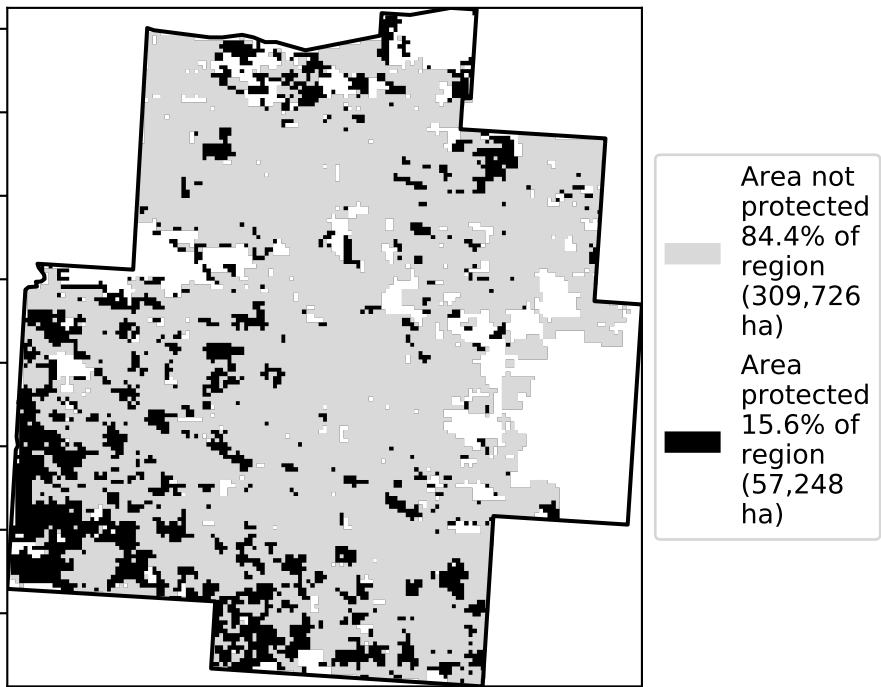 Area not
protected
84.4% of
region
(309,726
ha)
Area
protected
15.6% of
region
(57,248
ha)